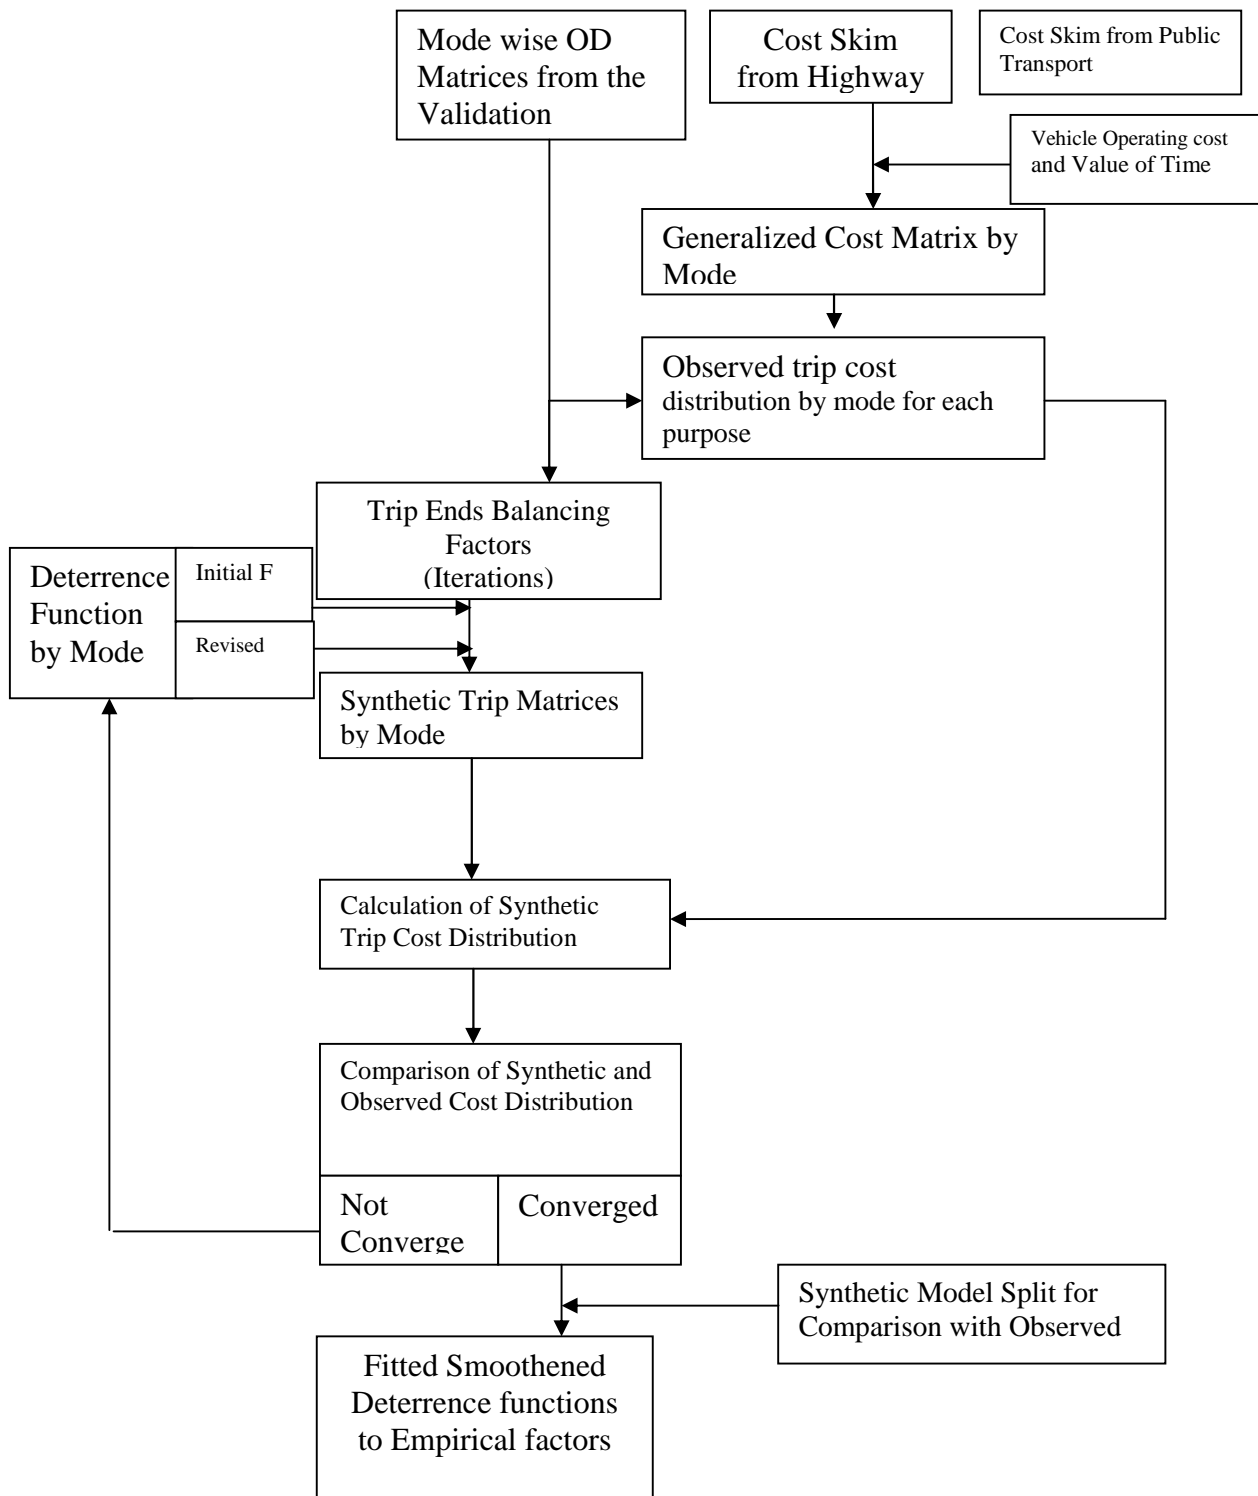 Mode wise OD
Matrices from the
Validation
Cost Skim
from Highway
Cost Skim from Public
Transport
Vehicle Operating cost
and Value of Time
Generalized Cost Matrix by
Mode
Observed trip cost
distribution by mode for each
purpose
Trip Ends Balancing
Factors
(Iterations)
Deterrence
Function
by Mode
Initial F
Revised
Synthetic Trip Matrices
by Mode
Calculation of Synthetic
Trip Cost Distribution
Comparison of Synthetic and
Observed Cost Distribution
Not
Converge
Converged
Synthetic Model Split for
Comparison with Observed
Fitted Smoothened
Deterrence functions
to Empirical factors